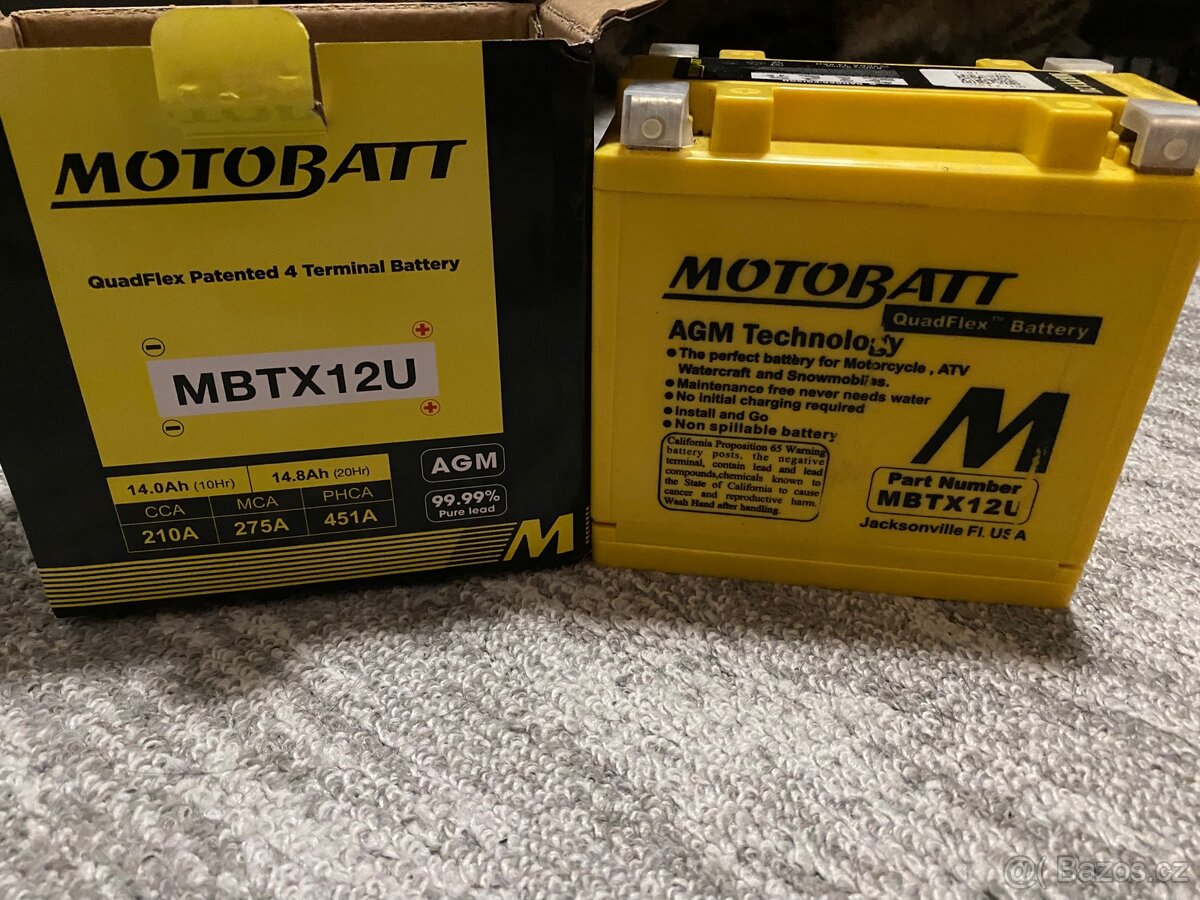 MOTOBATT
QuadFlex Patented 4 Terminal Battery
MBTX12U
14.0Ah (10Hr) 14.8Ah (20Hr)
CCA MCA PHCA
210A 275A 451A
AGM
99.99%
Pure lead
M
MOTOBATT
QuadFlex™ Battery
AGM Technology
• The perfect battery for Motorcycle , ATV
Watercraft and Snowmobiles.
• Maintenance free never needs water
• No initial charging required
• Install and Go
• Non spillable battery
California Proposition 65 Warning
battery posts, the negative
terminal, contain lead and lead
compounds,chemicals known to
the State of California to cause
cancer and reproductive harm.
Wash Hand after handling.
M
Part Number
MBTX12U
Jacksonville Fl. USA
Bazos.cz